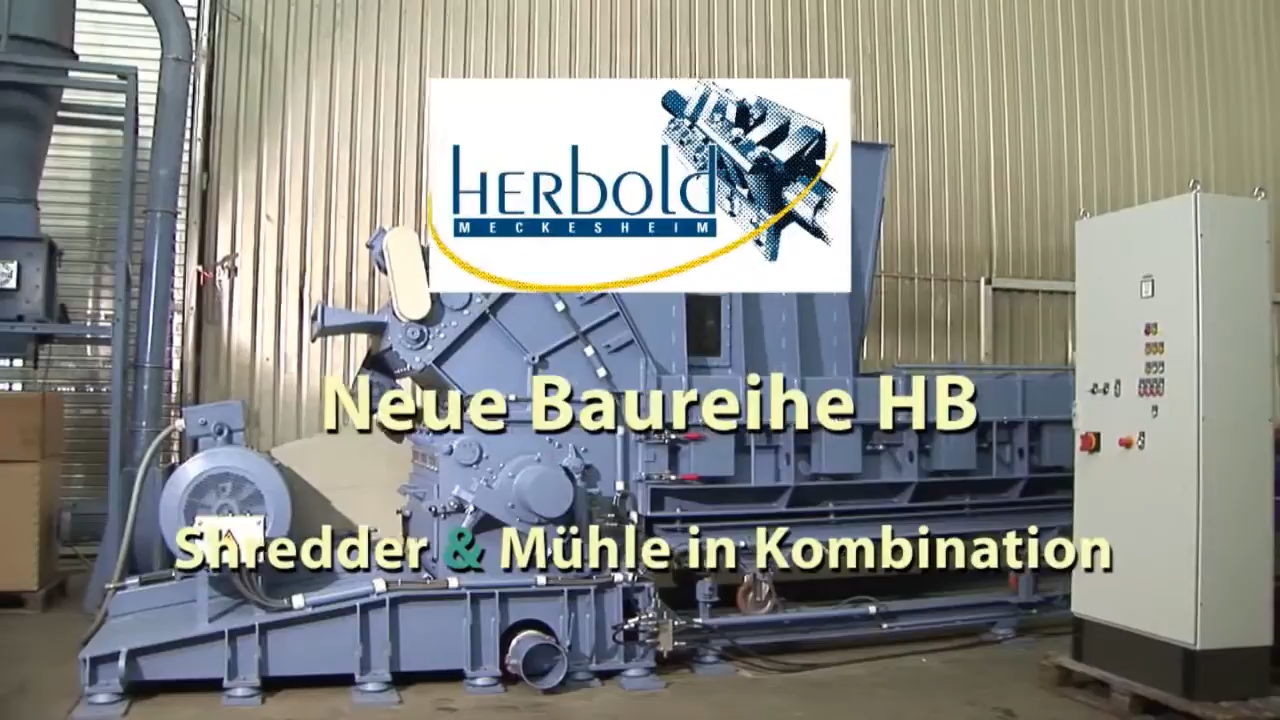 HERBOLD
MECKESHEIM
Neue Baureihe HB
Shredder & Mühle in Kombination